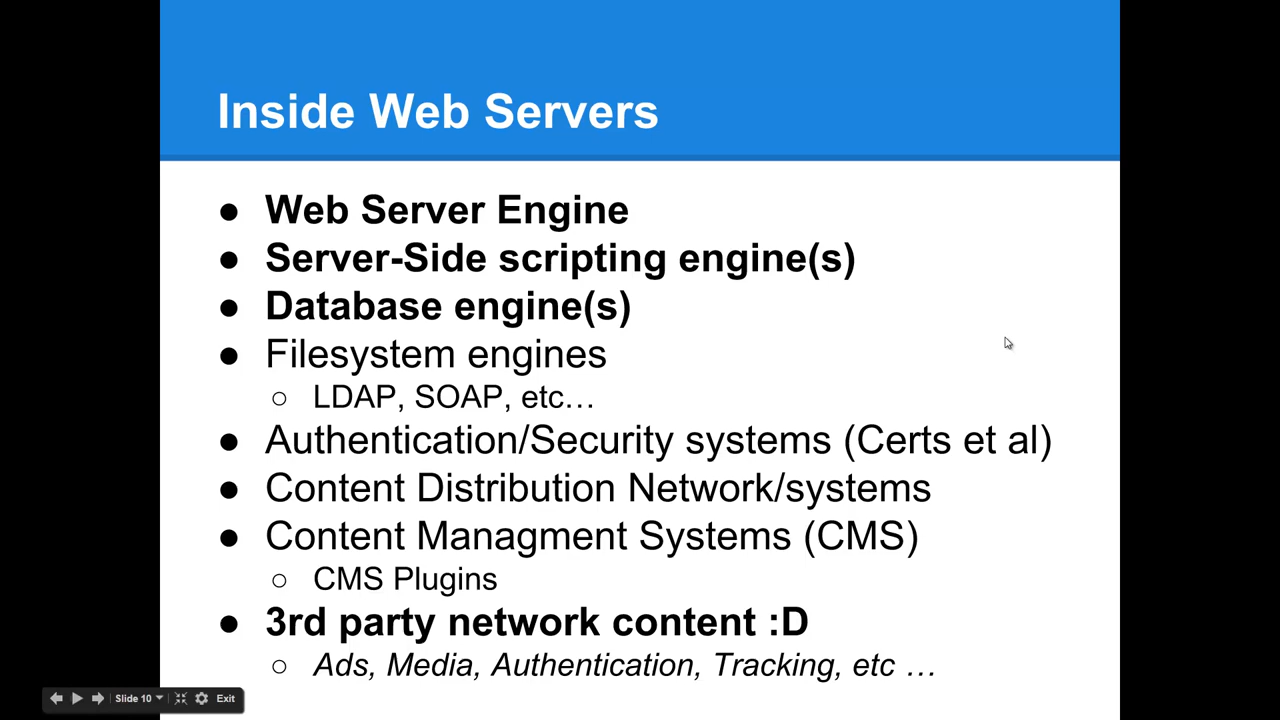 Inside Web Servers
● Web Server Engine
● Server-Side scripting engine(s)
● Database engine(s)
● Filesystem engines
○ LDAP, SOAP, etc…
● Authentication/Security systems (Certs et al)
● Content Distribution Network/systems
● Content Managment Systems (CMS)
○ CMS Plugins
● 3rd party network content :D
○ Ads, Media, Authentication, Tracking, etc …
Slide 10 Exit